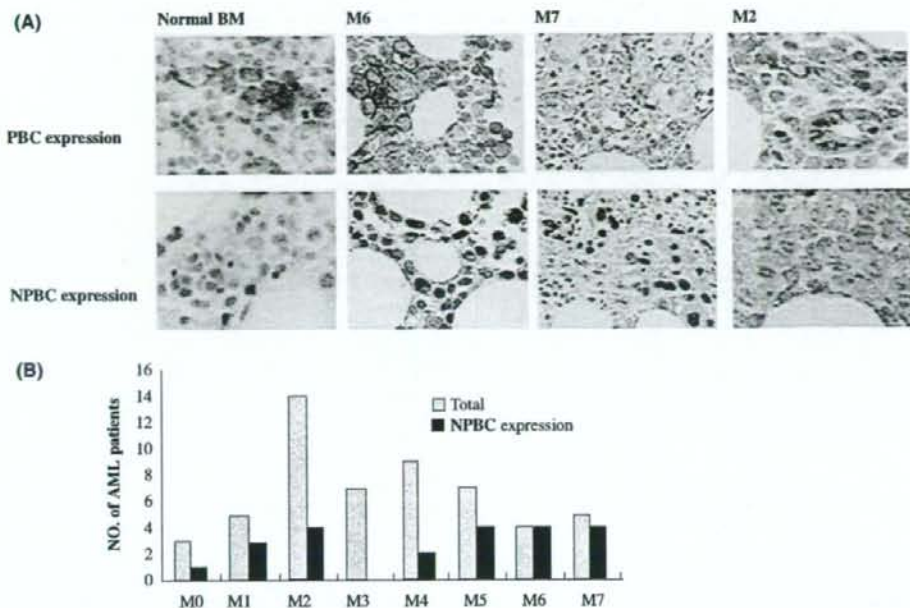 (A)
Normal BM M6 M7 M2
PBC expression
NPBC expression
(B)
NO. of AML patients
16
14
12
10
8
6
4
2
0
Total
NPBC expression
M0 M1 M2 M3 M4 M5 M6 M7